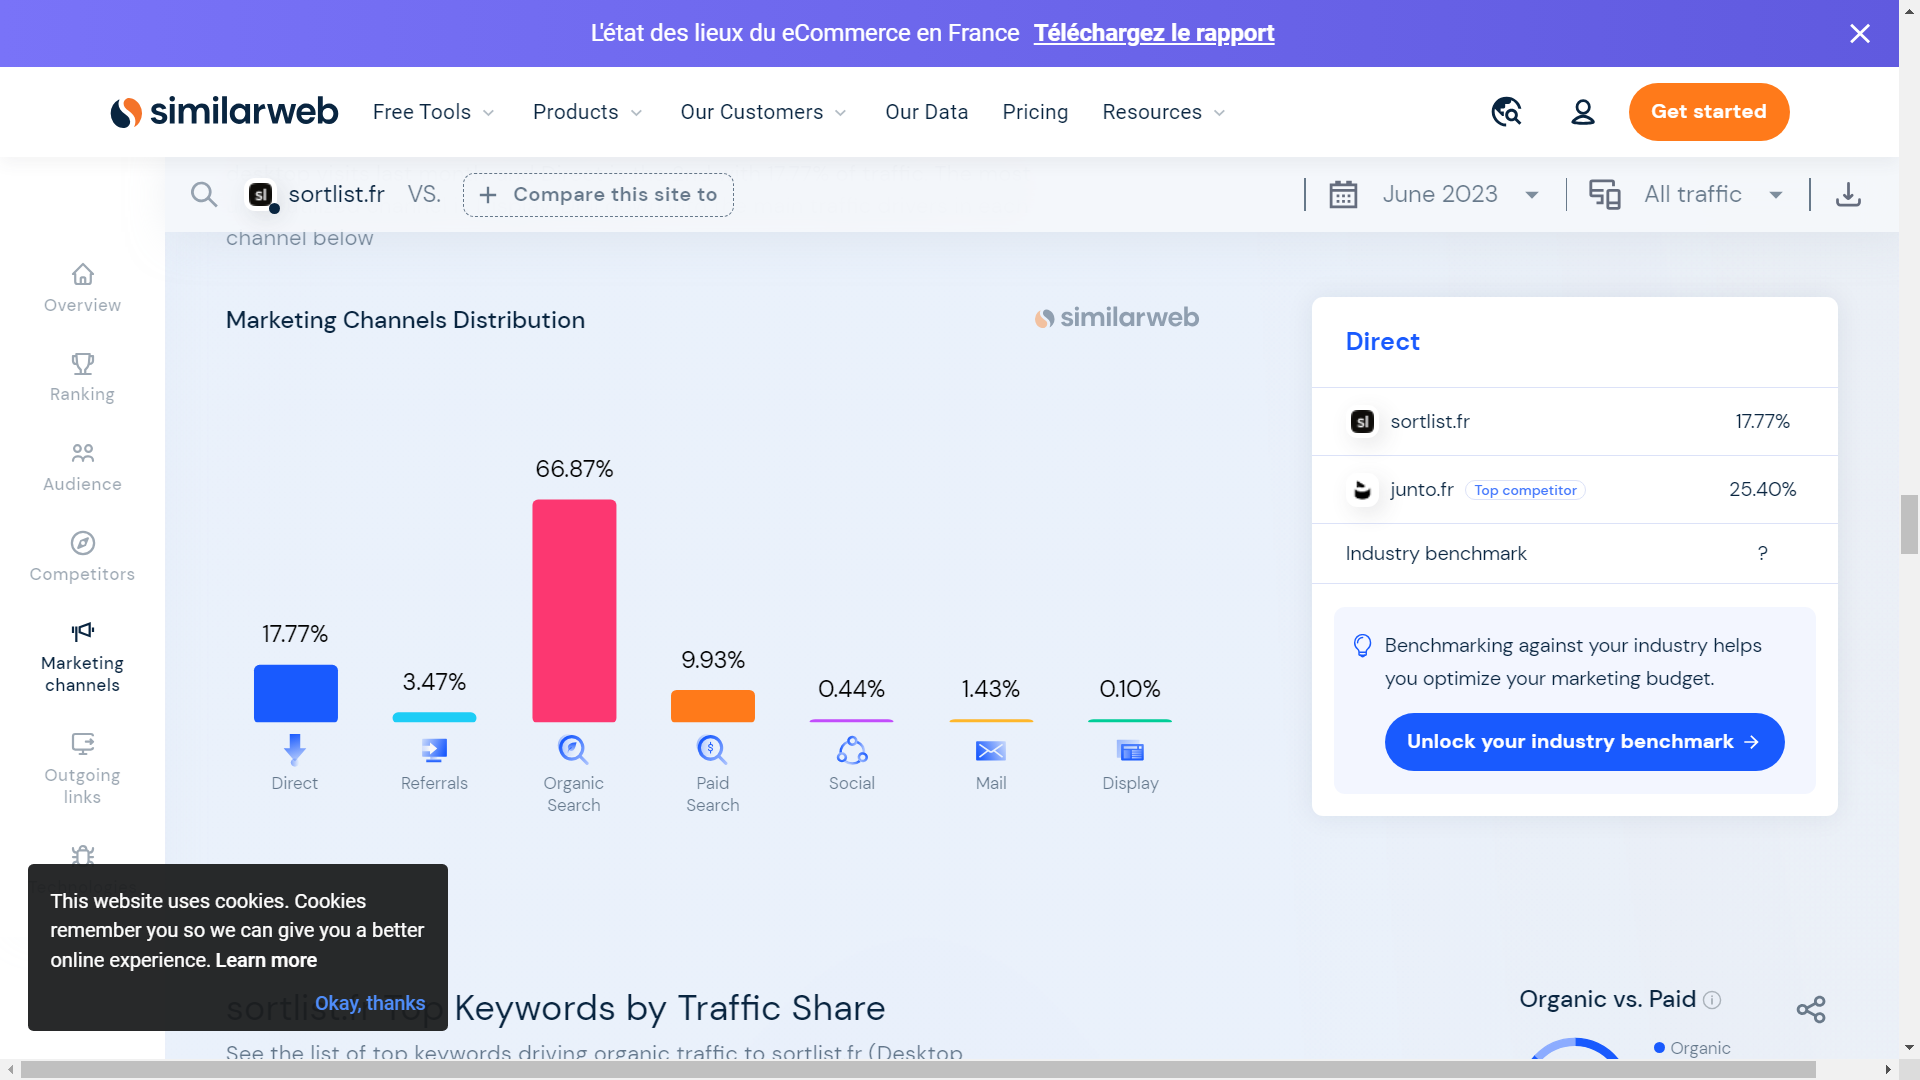 L'état des lieux du eCommerce en France Téléchargez le rapport
similarweb Free Tools Products Our Customers Our Data Pricing Resources Get started
sl sortlist.fr VS. + Compare this site to June 2023 All traffic
channel below
Overview
Ranking
Audience
Competitors
Marketing
channels
Outgoing
links
Marketing Channels Distribution
similarweb
17.77%
3.47%
66.87%
9.93%
0.44%
1.43%
0.10%
Direct
Referrals
Organic
Search
Paid
Search
Social
Mail
Display
Direct
sl sortlist.fr 17.77%
junto.fr Top competitor 25.40%
Industry benchmark ?
Benchmarking against your industry helps
you optimize your marketing budget.
Unlock your industry benchmark →
This website uses cookies. Cookies
remember you so we can give you a better
online experience. Learn more
Okay, thanks
sortlist.fr Top Keywords by Traffic Share
See the list of top keywords driving organic traffic to sortlist.fr (Desktop
Organic vs. Paid
Organic